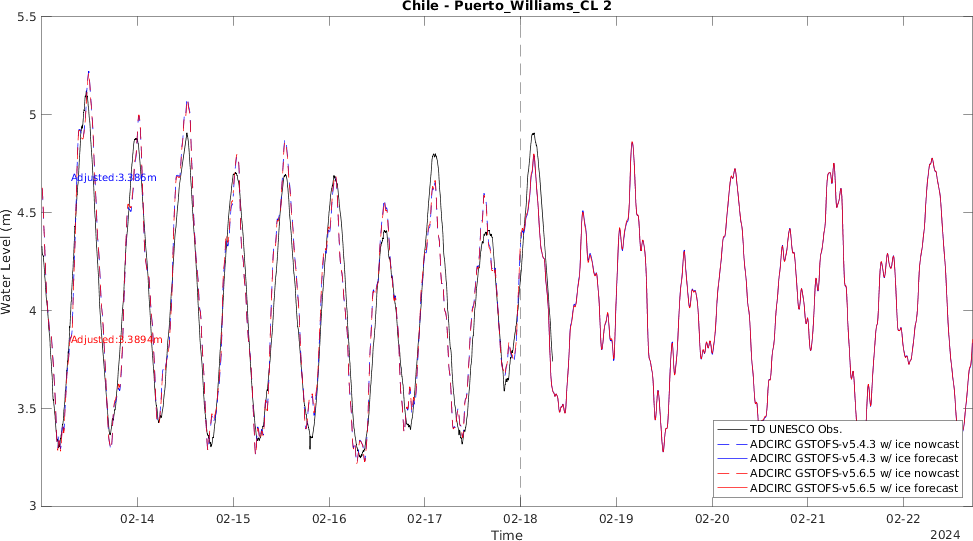 Chile - Puerto_Williams_CL 2
5.5
5
4.5
4
3.5
3
Water Level (m)
Adjusted:3.386m
Adjusted:3.3894m
TD UNESCO Obs.
ADCIRC GSTOFS-v5.4.3 w/ ice nowcast
ADCIRC GSTOFS-v5.4.3 w/ ice forecast
ADCIRC GSTOFS-v5.6.5 w/ ice nowcast
ADCIRC GSTOFS-v5.6.5 w/ ice forecast
02-14 02-15 02-16 02-17 02-18 02-19 02-20 02-21 02-22
Time
2024